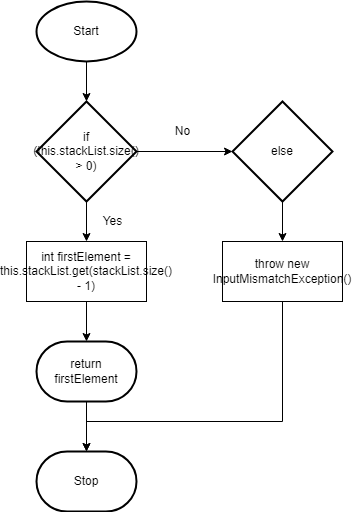 Start
if
(this.stackList.size()
> 0)
No
else
Yes
int firstElement =
this.stackList.get(stackList.size()
- 1)
throw new
InputMismatchException()
return
firstElement
Stop